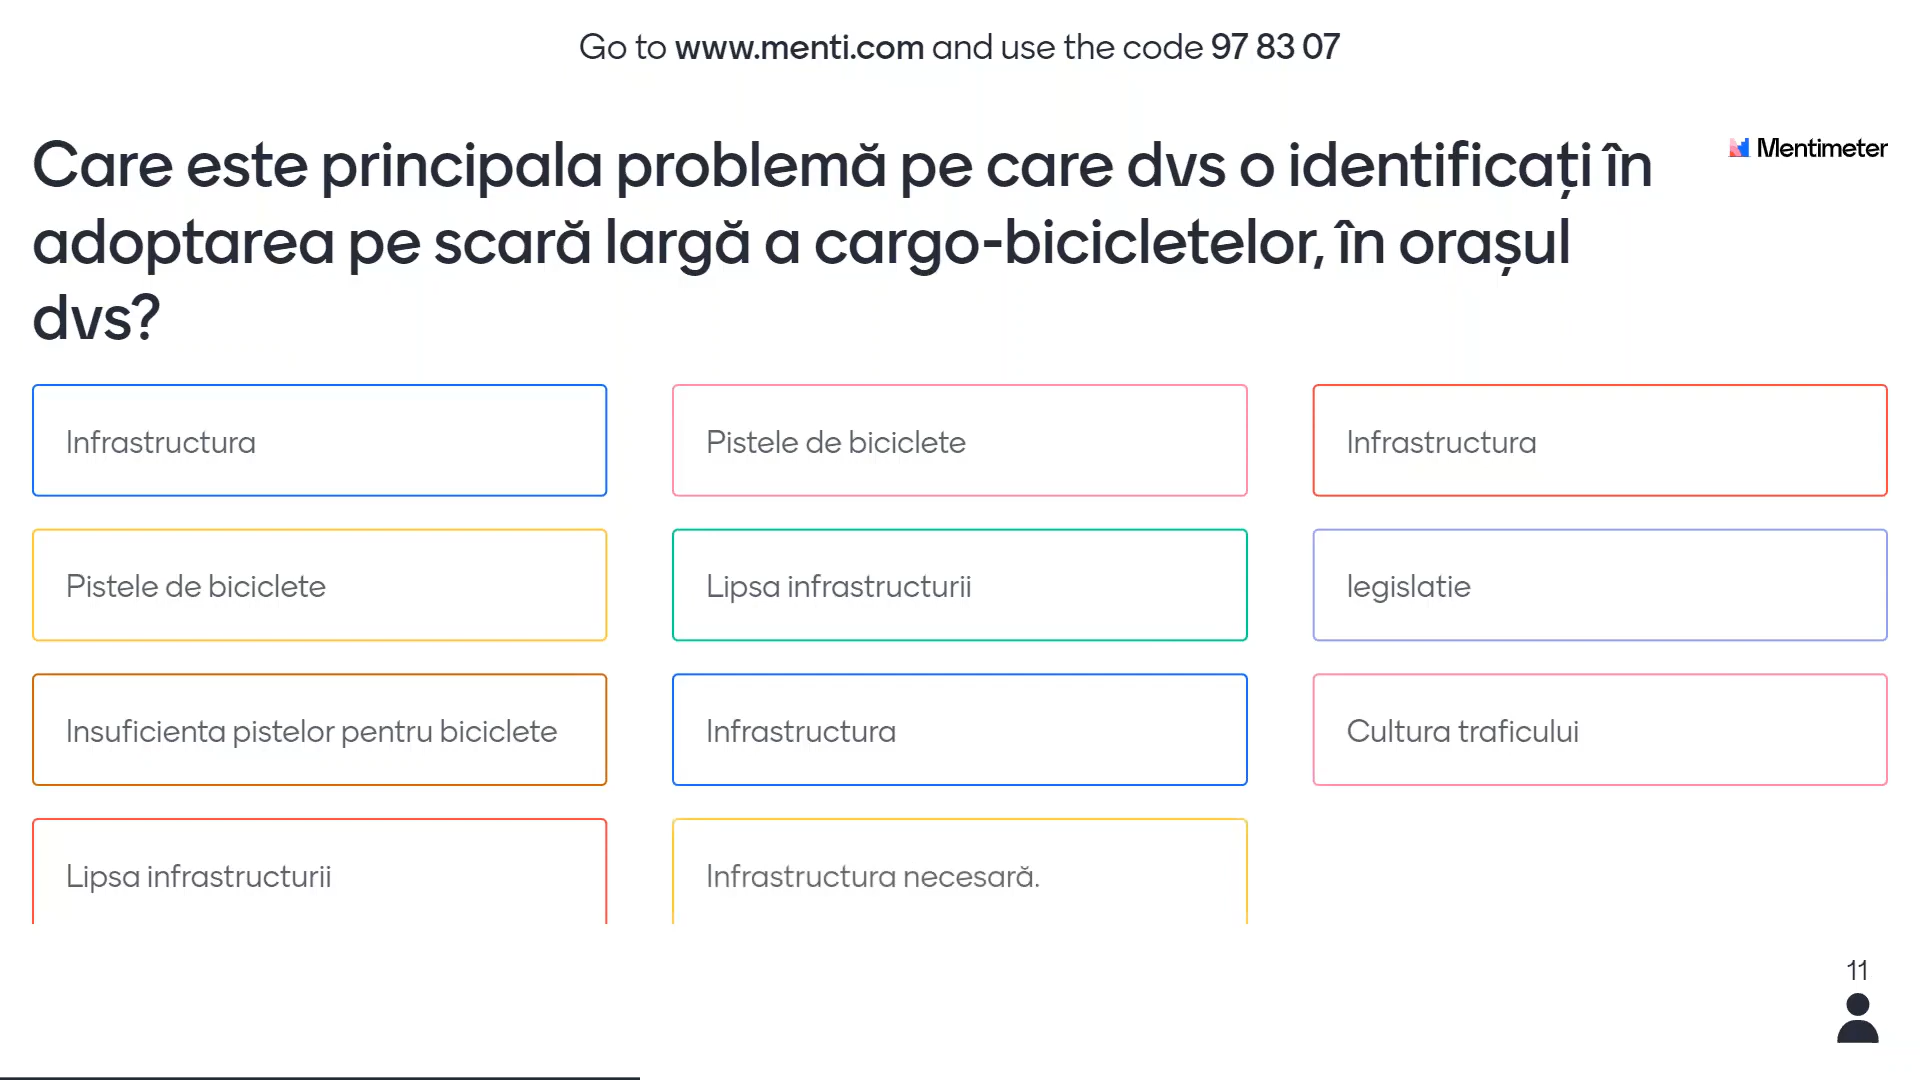 Go to www.menti.com and use the code 97 83 07
Care este principala problemă pe care dvs o identificați în
adoptarea pe scară largă a cargo-bicicletelor, în orașul
dvs?
Mentimeter
Infrastructura
Pistele de biciclete
Infrastructura
Pistele de biciclete
Lipsa infrastructurii
legislatie
Insuficienta pistelor pentru biciclete
Infrastructura
Cultura traficului
Lipsa infrastructurii
Infrastructura necesară.
11